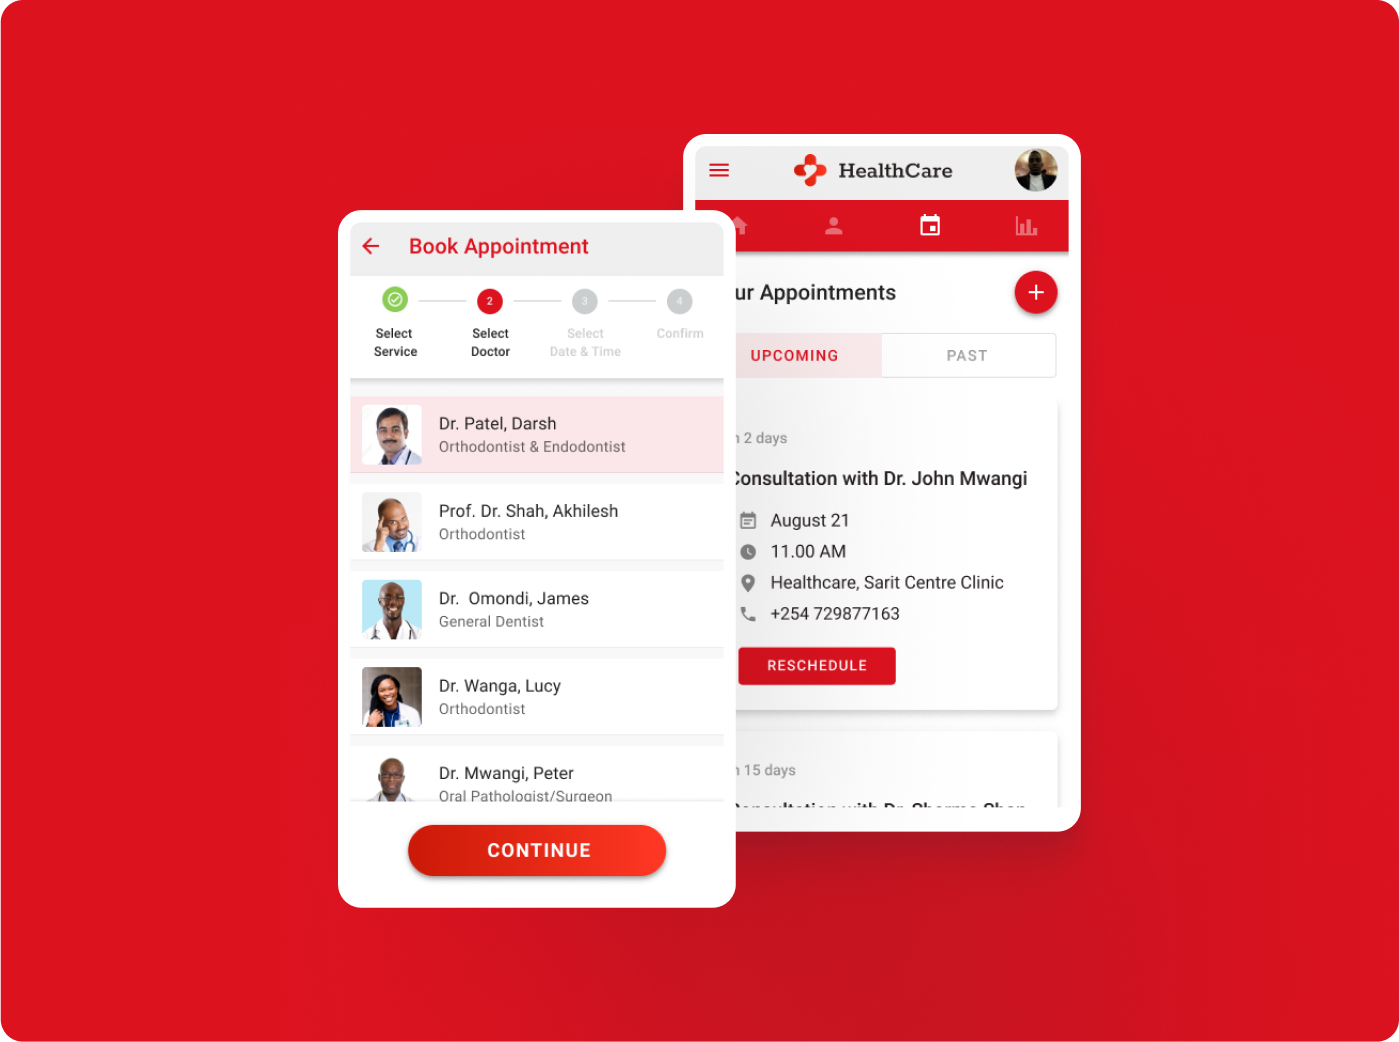 Book Appointment
2
3
4
Select
Service
Select
Doctor
Select
Date & Time
Confirm
Dr. Patel, Darsh
Orthodontist & Endodontist
Prof. Dr. Shah, Akhilesh
Orthodontist
Dr. Omondi, James
General Dentist
Dr. Wanga, Lucy
Orthodontist
Dr. Mwangi, Peter
Oral Pathologist/Surgeon
CONTINUE
HealthCare
ur Appointments
UPCOMING
PAST
2 days
Consultation with Dr. John Mwangi
August 21
11.00 AM
Healthcare, Sarit Centre Clinic
+254 729877163
RESCHEDULE
15 days
Consultation with Dr.